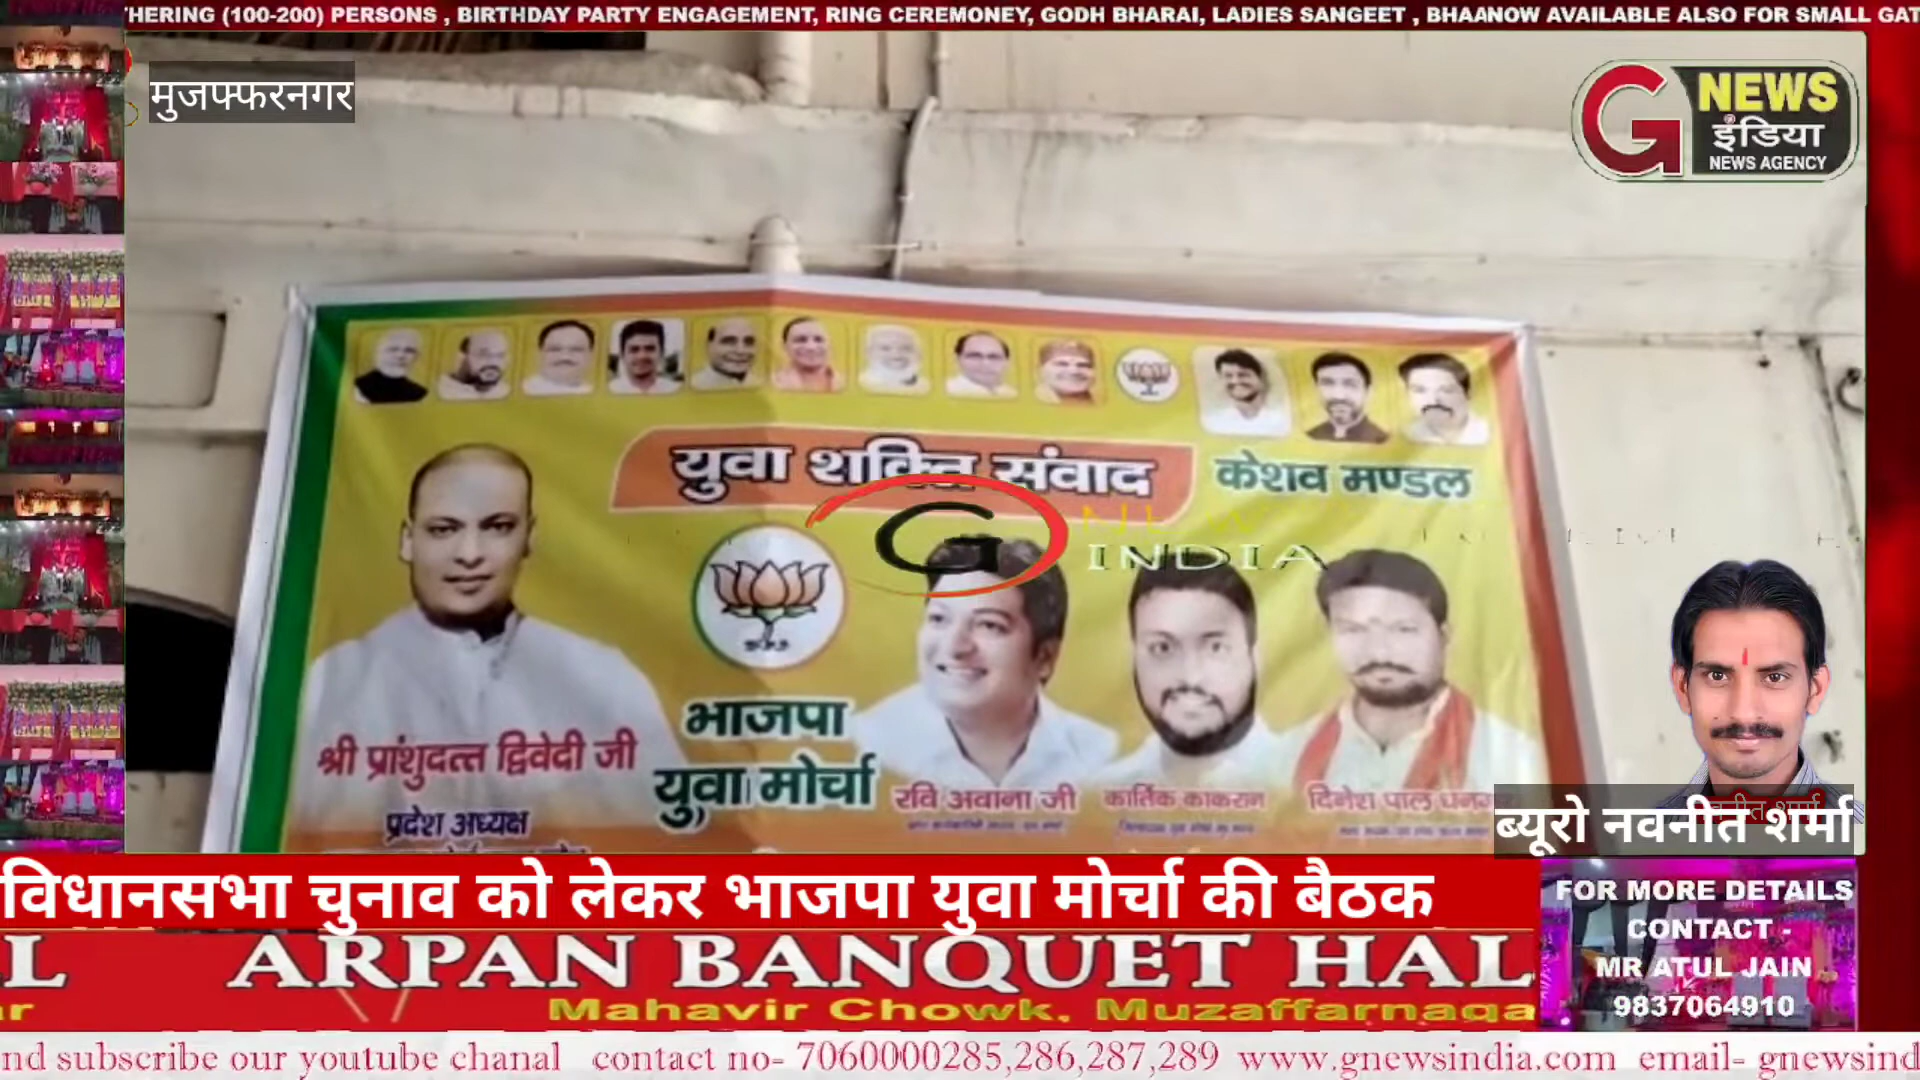 THERING (100-200) PERSONS , BIRTHDAY PARTY ENGAGEMENT, RING CEREMONEY, GODH BHARAI, LADIES SANGEET , BHAANOW AVAILABLE ALSO FOR SMALL GAT
मुजफ्फरनगर
G NEWS
इंडिया
NEWS AGENCY
युवा शक्ति संवाद
केशव मण्डल
G
INDIA
भाजपा
युवा मोर्चा
श्री प्रांशुदत्त द्विवेदी जी
प्रदेश अध्यक्ष
रवि अवाना जी
कार्तिक काकरान
दिनेश पाल
ब्यूरो नवनीत शर्मा
विधानसभा चुनाव को लेकर भाजपा युवा मोर्चा की बैठक
L ARPAN BANQUET HAL
ar Mahavir Chowk, Muzaffarnaga
FOR MORE DETAILS
CONTACT -
MR ATUL JAIN
9837064910
nd subscribe our youtube chanal contact no- 7060000285,286,287,289 www.gnewsindia.com email- gnewsind